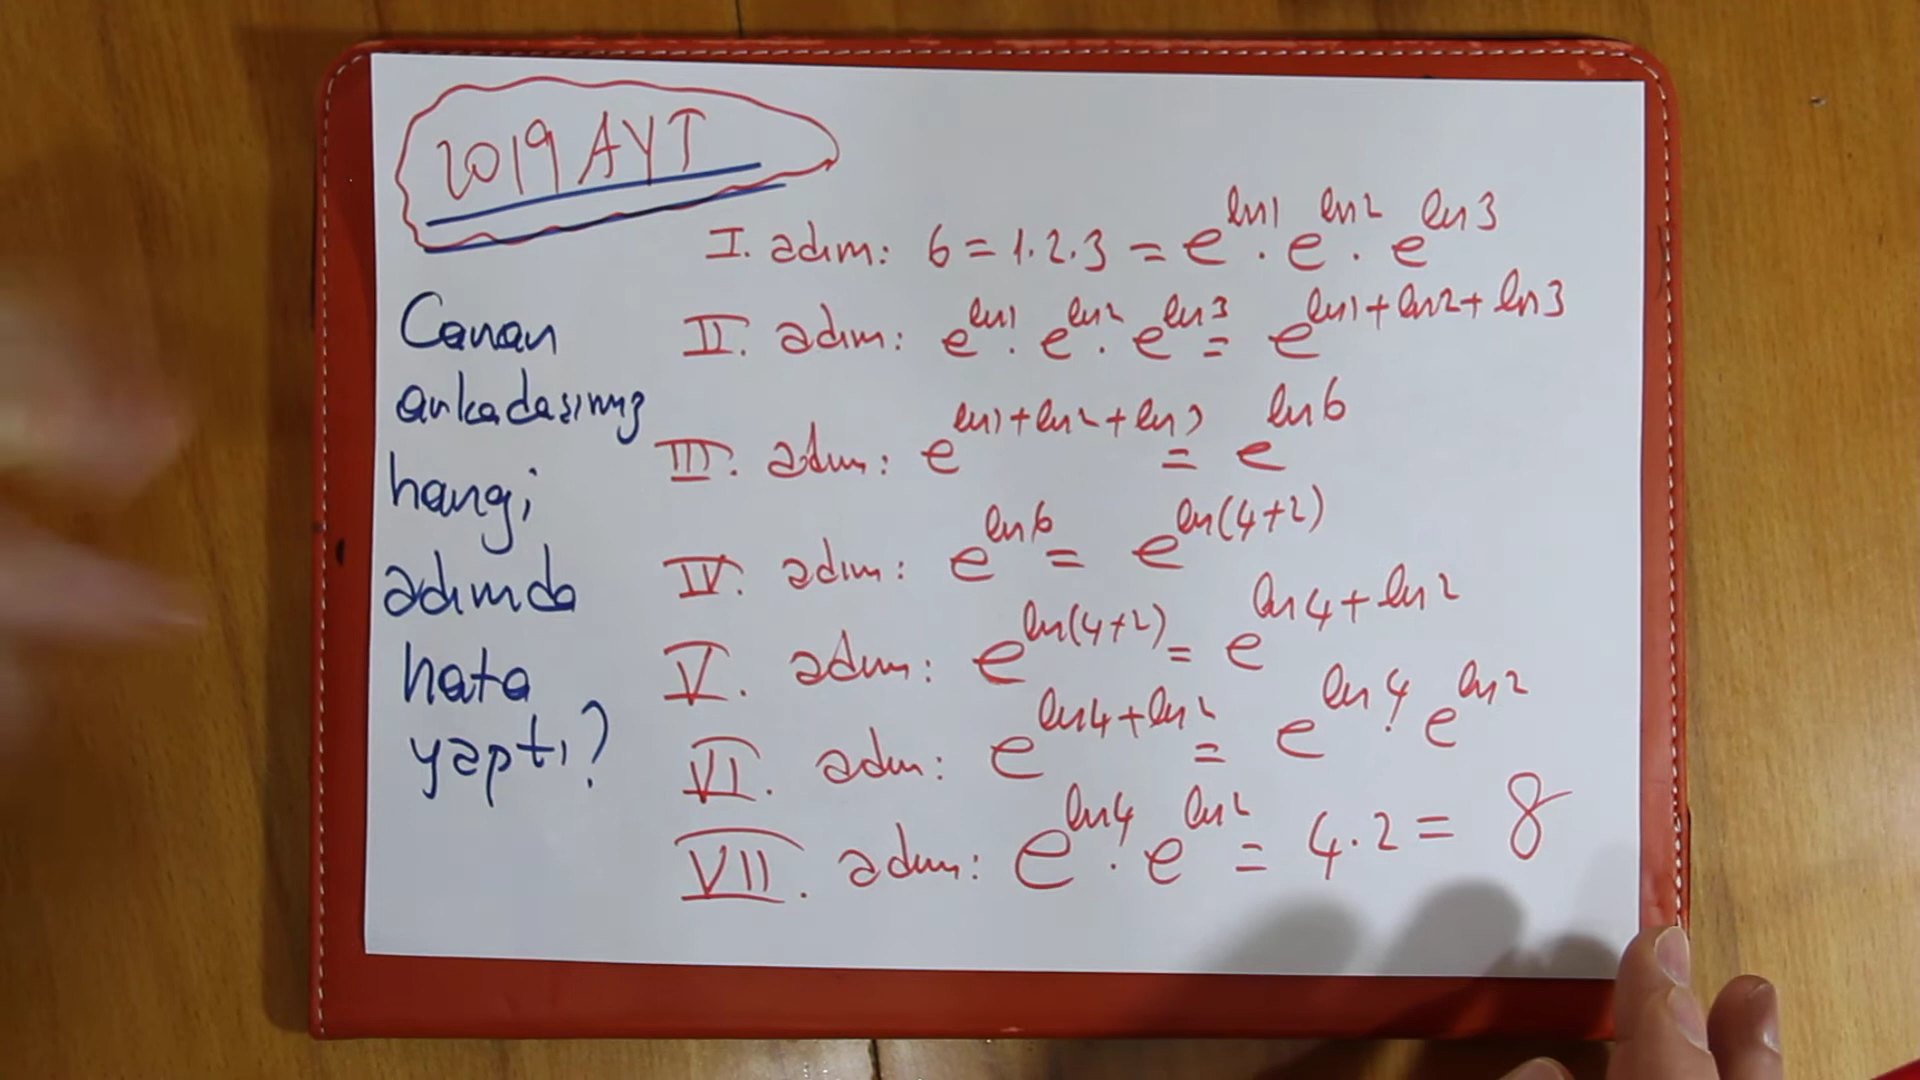 2019 AYT
Canan
arkadaşımız
hangi
adımda
hata
yaptı?
I. adım: 6 = 1.2.3 = e^ln1 . e^ln2 . e^ln3
II. adım: e^ln1 . e^ln2 . e^ln3 = e^ln1+ln2+ln3
III. adım: e^ln1+ln2+ln3 = e^ln6
IV. adım: e^ln6 = e^ln(4+2)
V. adım: e^ln(4+2) = e^ln4+ln2
VI. adım: e^ln4+ln2 = e^ln4 . e^ln2
VII. adım: e^ln4 . e^ln2 = 4.2 = 8